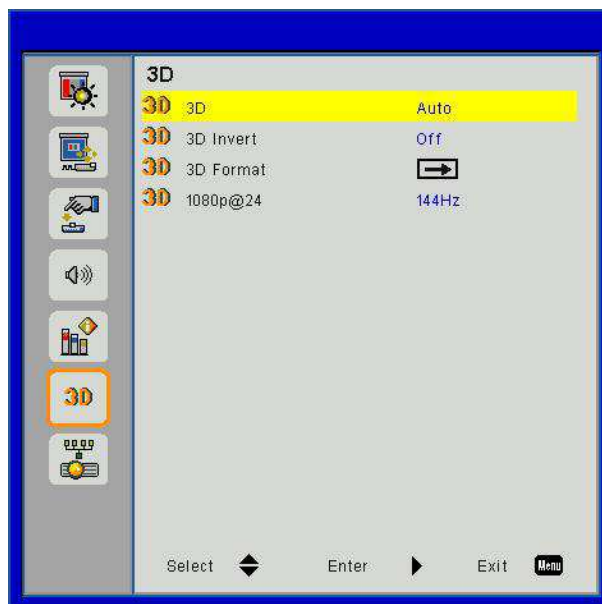 3D
3D 3D Auto
3D 3D Invert Off
3D 3D Format
3D 1080p@24 144Hz
3D
Select Enter Exit Menu